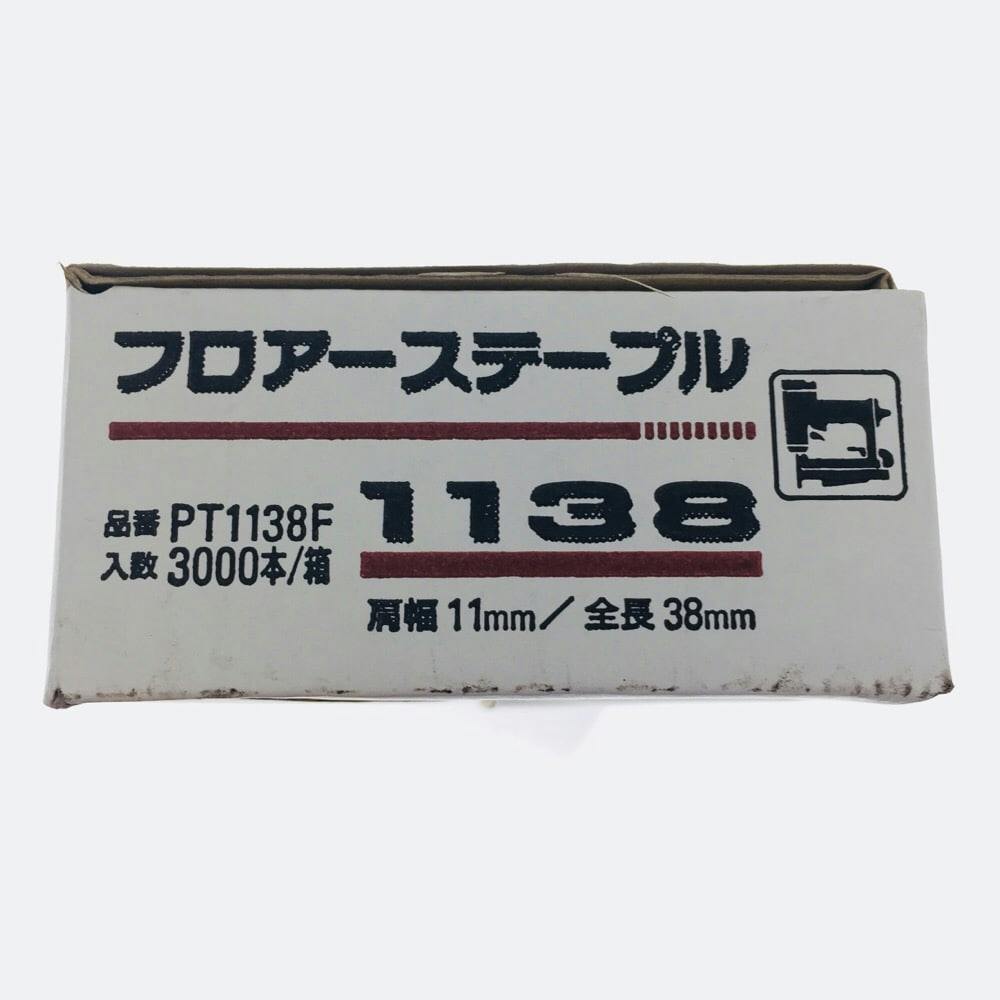 フロアーステープル
1138
品番 PT1138F
入数 3000本/箱
肩幅 11mm/全長 38mm